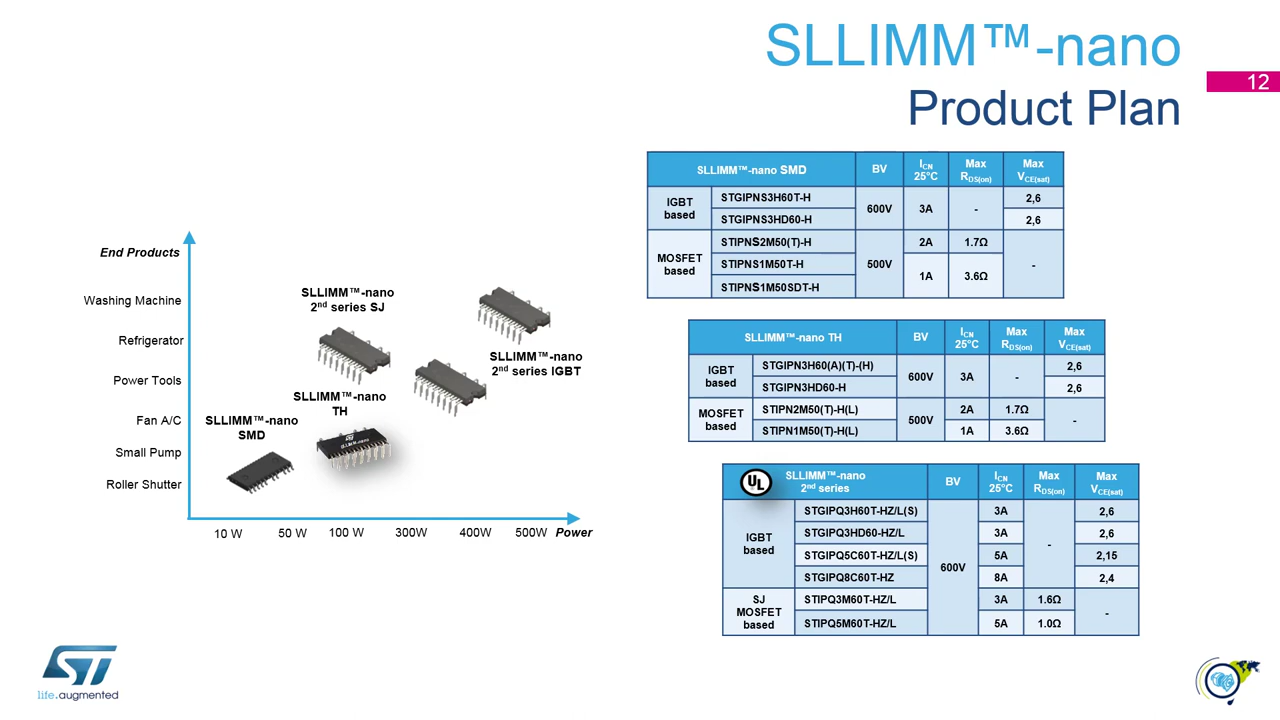 SLLIMM™-nano
Product Plan
12
End Products
Washing Machine
Refrigerator
Power Tools
Fan A/C
Small Pump
Roller Shutter
SLLIMM™-nano
2nd series SJ
SLLIMM™-nano
2nd series IGBT
SLLIMM™-nano
TH
SLLIMM™-nano
SMD
10 W 50 W 100 W 300W 400W 500W Power
SLLIMM™-nano SMD BV ICN 25°C Max RDS(on) Max VCE(sat)
IGBT based STGIPNS3H60T-H 600V 3A - 2,6
STGIPNS3HD60-H 2,6
MOSFET based STIPNS2M50(T)-H 500V 2A 1.7Ω -
STIPNS1M50T-H 1A 3.6Ω
STIPNS1M50SDT-H
SLLIMM™-nano TH BV ICN 25°C Max RDS(on) Max VCE(sat)
IGBT based STGIPN3H60(A)(T)-(H) 600V 3A - 2,6
STGIPN3HD60-H 2,6
MOSFET based STIPN2M50(T)-H(L) 500V 2A 1.7Ω -
STIPN1M50(T)-H(L) 1A 3.6Ω
UL SLLIMM™-nano 2nd series BV ICN 25°C Max RDS(on) Max VCE(sat)
IGBT based STGIPQ3H60T-HZ/L(S) 600V 3A - 2,6
STGIPQ3HD60-HZ/L 3A 2,6
STGIPQ5C60T-HZ/L(S) 5A 2,15
STGIPQ8C60T-HZ 8A 2,4
SJ MOSFET based STIPQ3M60T-HZ/L 3A 1.6Ω -
STIPQ5M60T-HZ/L 5A 1.0Ω
ST
life.augmented